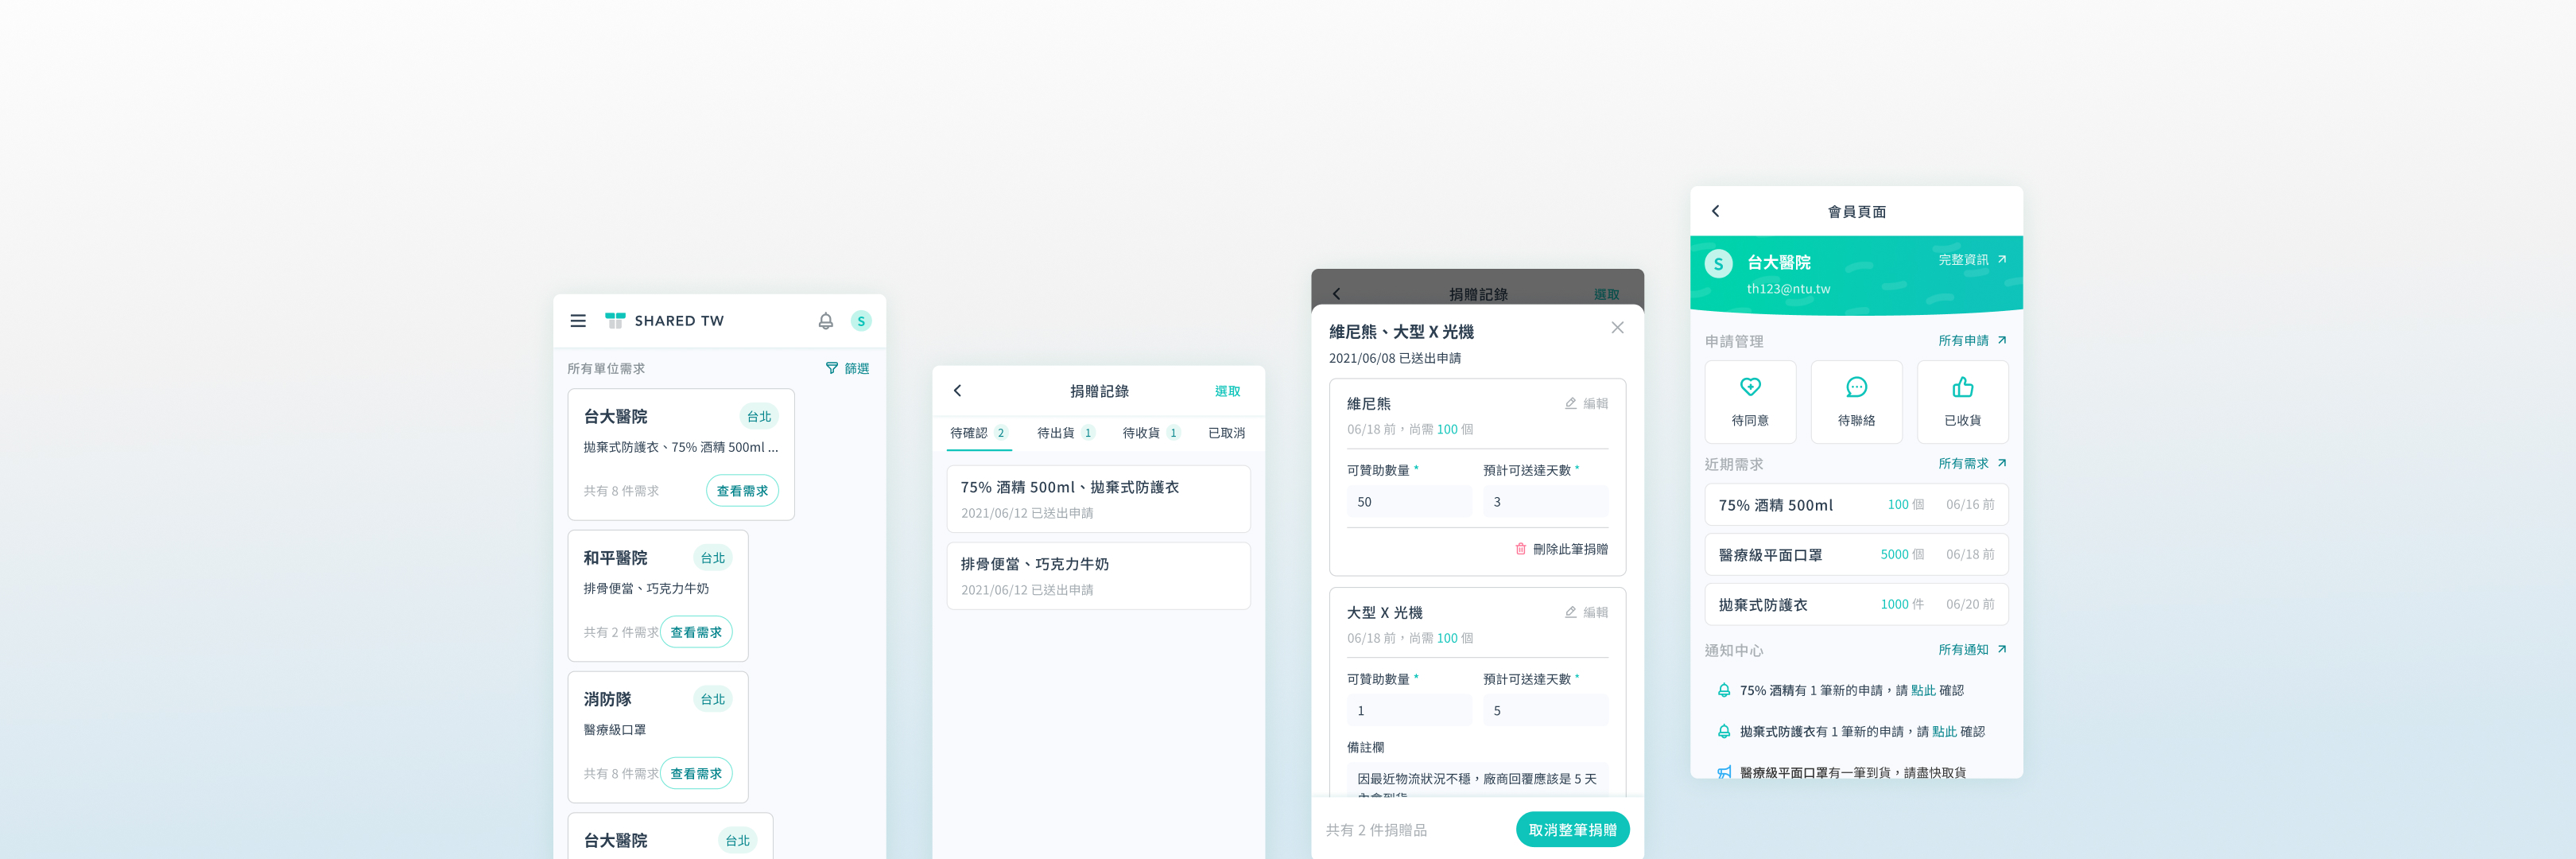 SHARED TW
S
所有單位需求
篩選
台大醫院
台北
拋棄式防護衣、75% 酒精 500ml ...
共有 8 件需求
查看需求
和平醫院
台北
排骨便當、巧克力牛奶
共有 2 件需求
查看需求
消防隊
台北
醫療級口罩
共有 8 件需求
查看需求
台大醫院
台北
捐贈記錄
選取
待確認 2
待出貨 1
待收貨 1
已取消
75% 酒精 500ml、拋棄式防護衣
2021/06/12 已送出申請
排骨便當、巧克力牛奶
2021/06/12 已送出申請
捐贈記錄
選取
維尼熊、大型 X 光機
2021/06/08 已送出申請
維尼熊
編輯
06/18 前，尚需 100 個
可贊助數量 *
預計可送達天數 *
50
3
刪除此筆捐贈
大型 X 光機
編輯
06/18 前，尚需 100 個
可贊助數量 *
預計可送達天數 *
1
5
備註欄
因最近物流狀況不穩，廠商回覆應該是 5 天
內會到貨
共有 2 件捐贈品
取消整筆捐贈
會員頁面
S
台大醫院
完整資訊
th123@ntu.tw
申請管理
所有申請
待同意
待聯絡
已收貨
近期需求
所有需求
75% 酒精 500ml
100 個
06/16 前
醫療級平面口罩
5000 個
06/18 前
拋棄式防護衣
1000 件
06/20 前
通知中心
所有通知
75% 酒精有 1 筆新的申請，請 點此 確認
拋棄式防護衣有 1 筆新的申請，請 點此 確認
醫療級平面口罩有一筆到貨，請盡快取貨